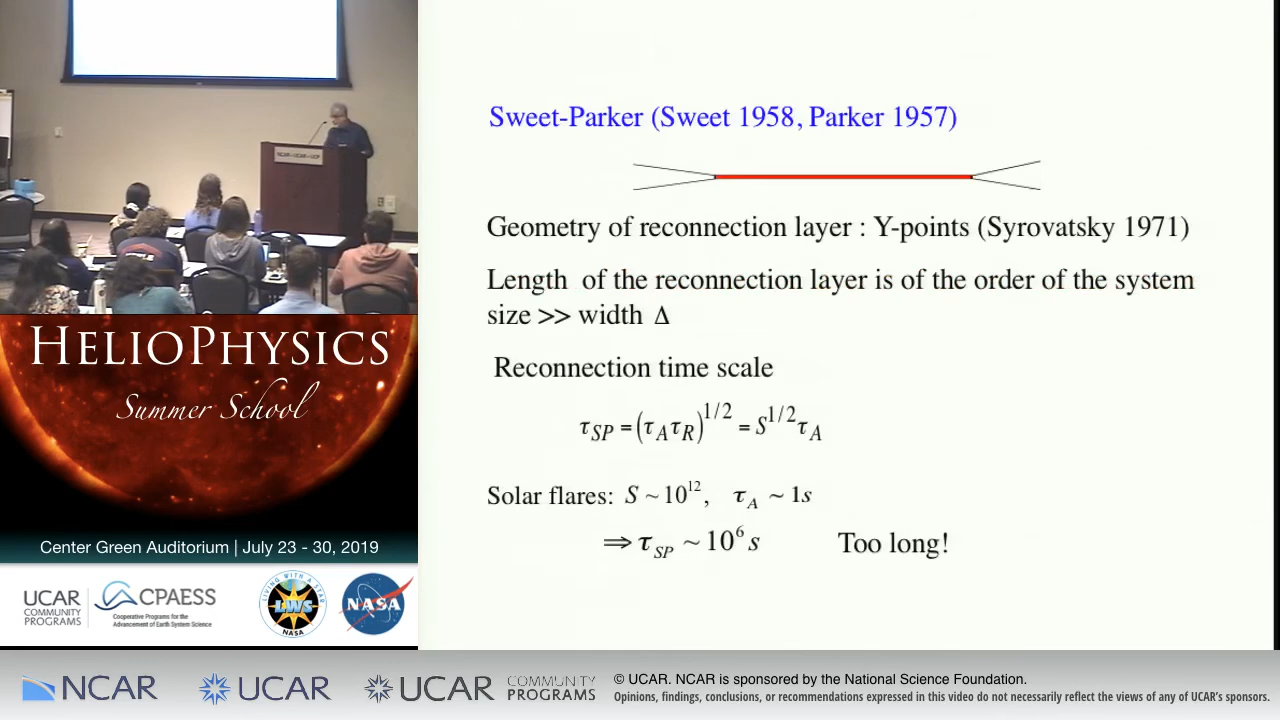 NCAR-UCAR-UCP
HELIOPHYSICS
Summer School
Center Green Auditorium | July 23 - 30, 2019
UCAR
COMMUNITY
PROGRAMS
CPAESS
Cooperative Programs for the
Advancement of Earth System Science
LIVING WITH A STAR
LWS
NASA
NASA
Sweet-Parker (Sweet 1958, Parker 1957)
Geometry of reconnection layer : Y-points (Syrovatsky 1971)
Length of the reconnection layer is of the order of the system
size >> width Δ
Reconnection time scale
τ_SP = (τ_A τ_R)^1/2 = S^1/2 τ_A
Solar flares: S ~ 10^12, τ_A ~ 1s
⇒ τ_SP ~ 10^6 s Too long!
NCAR
UCAR
UCAR
COMMUNITY
PROGRAMS
© UCAR. NCAR is sponsored by the National Science Foundation.
Opinions, findings, conclusions, or recommendations expressed in this video do not necessarily reflect the views of any of UCAR's sponsors.